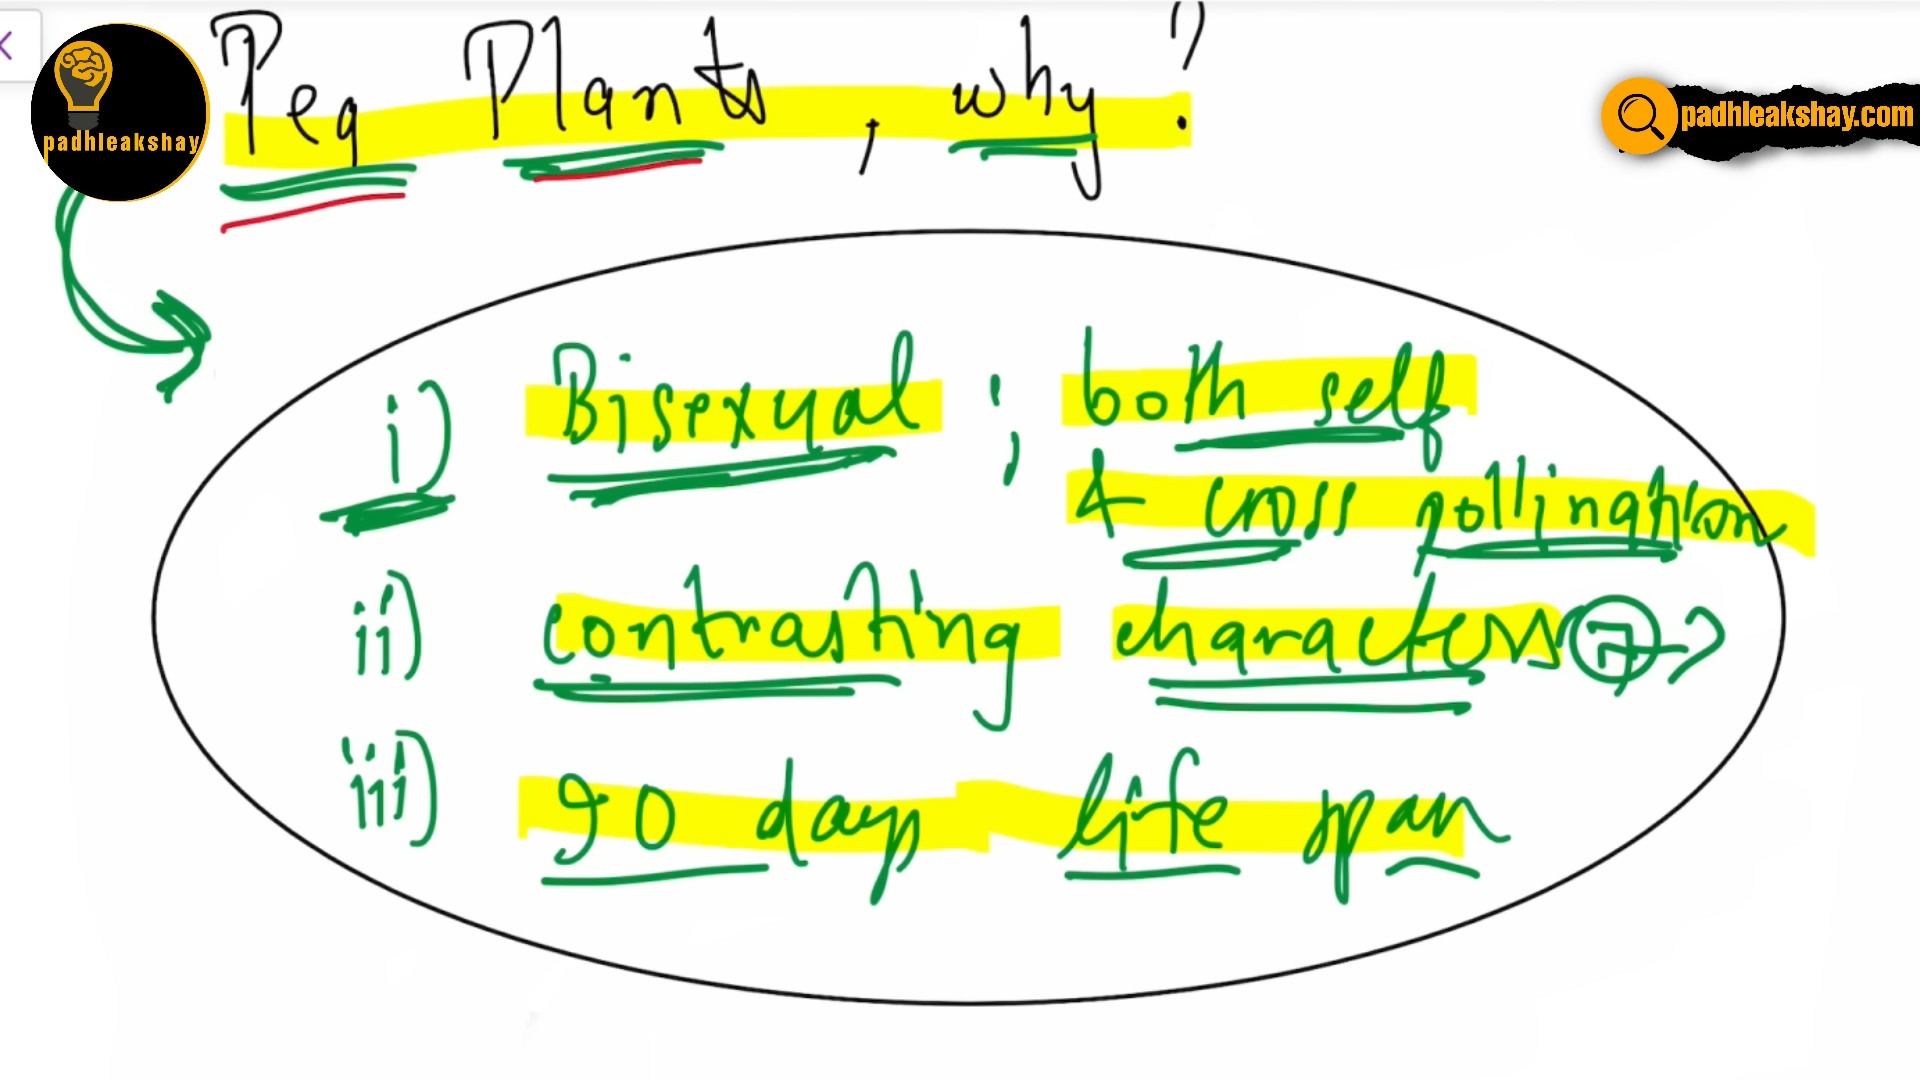 Pea Plants, why?
padhleakshay
padhleakshay.com
i) Bisexual ; both self
& cross pollination
ii) contrasting characters 7
iii) 90 days life span